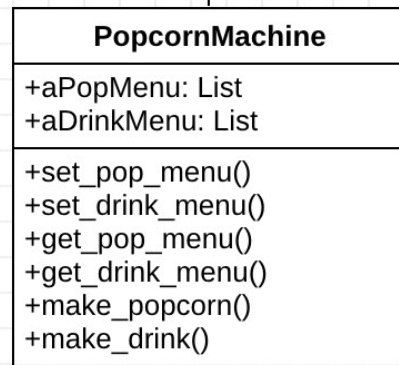 PopcornMachine
+aPopMenu: List
+aDrinkMenu: List
+set_pop_menu()
+set_drink_menu()
+get_pop_menu()
+get_drink_menu()
+make_popcorn()
+make_drink()